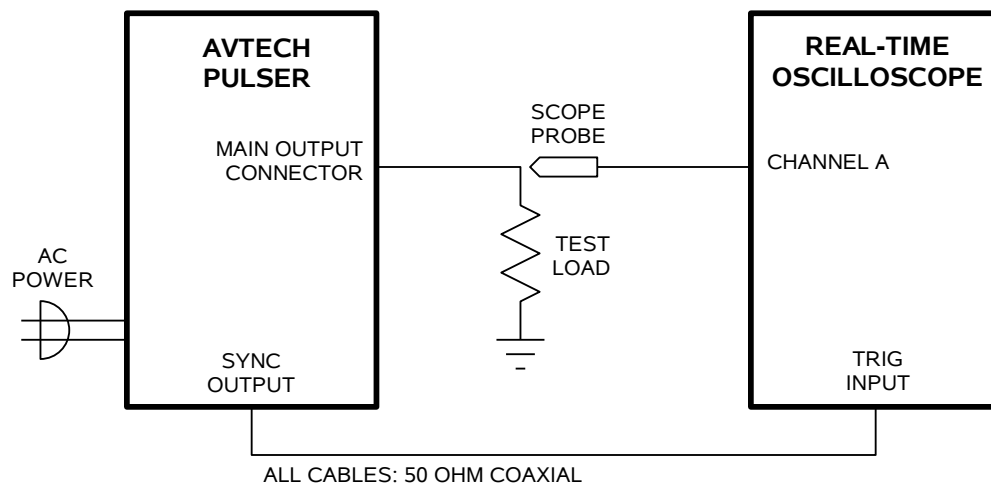 AVTECH
PULSER
REAL-TIME
OSCILLOSCOPE
SCOPE
PROBE
MAIN OUTPUT
CONNECTOR
CHANNEL A
TEST
LOAD
AC
POWER
SYNC
OUTPUT
TRIG
INPUT
ALL CABLES: 50 OHM COAXIAL